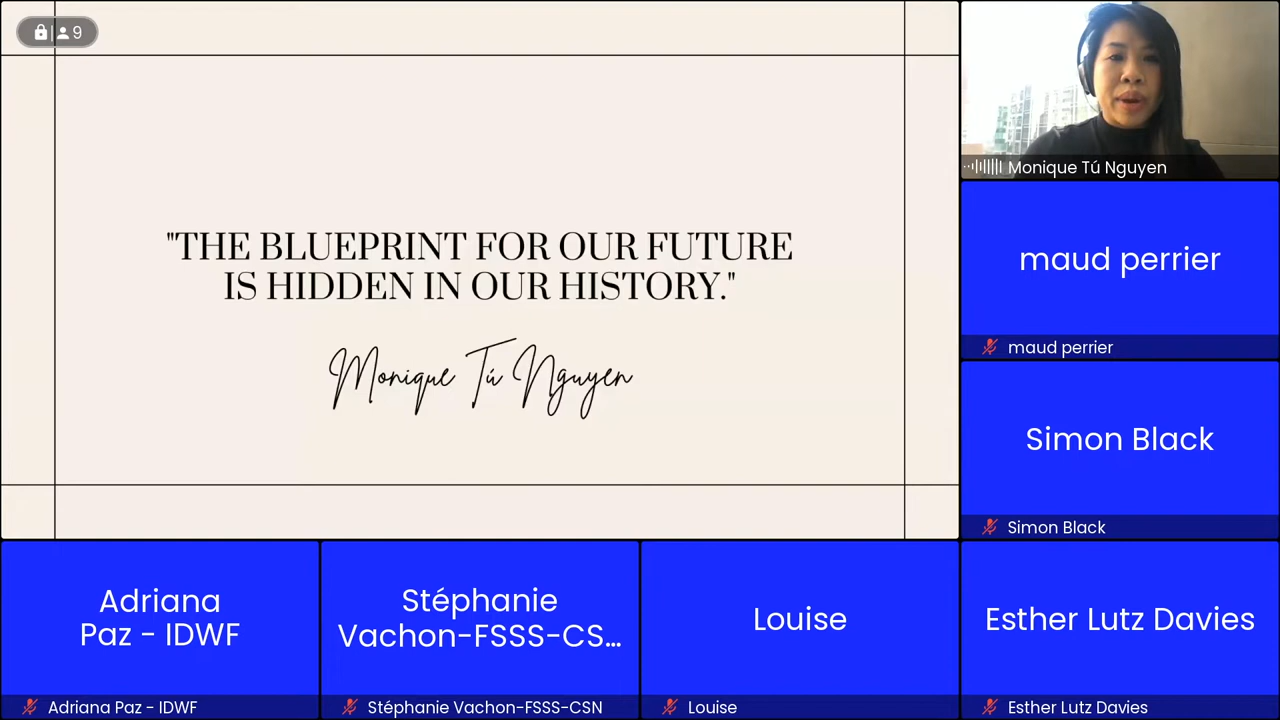 9
"THE BLUEPRINT FOR OUR FUTURE
IS HIDDEN IN OUR HISTORY."
Monique Tú Nguyen
Monique Tú Nguyen
maud perrier
maud perrier
Simon Black
Simon Black
Adriana
Paz - IDWF
Adriana Paz - IDWF
Stéphanie
Vachon-FSSS-CS...
Stéphanie Vachon-FSSS-CSN
Louise
Louise
Esther Lutz Davies
Esther Lutz Davies